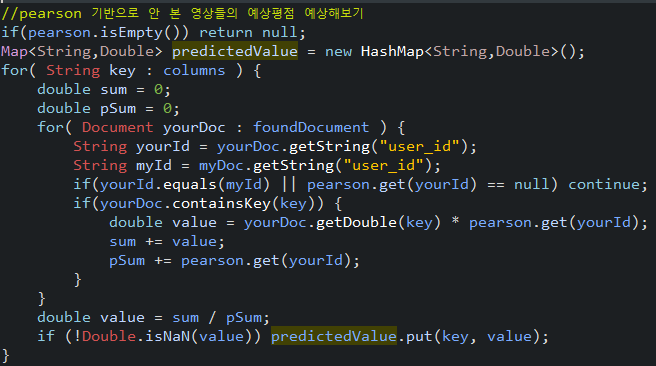 //pearson 기반으로 안 본 영상들의 예상평점 예상해보기
if(pearson.isEmpty()) return null;
Map<String,Double> predictedValue = new HashMap<String,Double>();
for( String key : columns ) {
    double sum = 0;
    double pSum = 0;
    for( Document yourDoc : foundDocument ) {
        String yourId = yourDoc.getString("user_id");
        String myId = myDoc.getString("user_id");
        if(yourId.equals(myId) || pearson.get(yourId) == null) continue;
        if(yourDoc.containsKey(key)) {
            double value = yourDoc.getDouble(key) * pearson.get(yourId);
            sum += value;
            pSum += pearson.get(yourId);
        }
    }
    double value = sum / pSum;
    if (!Double.isNaN(value)) predictedValue.put(key, value);
}